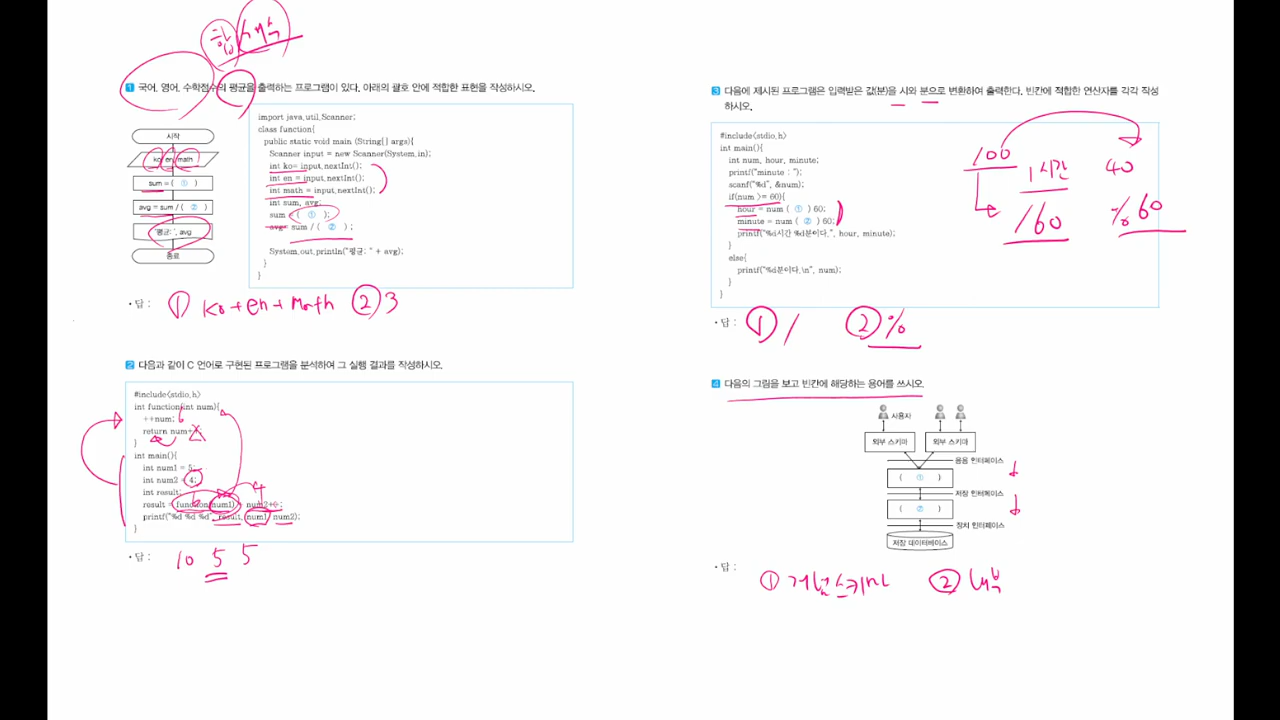 합 개수
1 국어, 영어, 수학점수의 평균을 출력하는 프로그램이 있다. 아래의 괄호 안에 적합한 표현을 작성하시오.
시작
ko, en, math
sum = ( ① )
avg = sum / ( ② )
"평균: ", avg
종료
import java.util.Scanner;
class function{
public static void main (String[] args){
Scanner input = new Scanner(System.in);
int ko= input.nextInt();
int en = input.nextInt();
int math = input.nextInt();
int sum, avg;
sum = ( ① );
avg= sum / ( ② );
System.out.println("평균: " + avg);
}
}
• 답 : ① ko + en + math ② 3
2 다음과 같이 C 언어로 구현된 프로그램을 분석하여 그 실행 결과를 작성하시오.
#include<stdio.h>
int function(int num){
++num; 6
return num++;
}
int main(){
int num1 = 5;
int num2 = 4;
int result;
6 4
result = function(num1) + num2++;
printf("%d %d %d", result, num1, num2);
}
• 답 : 10 5 5
3 다음에 제시된 프로그램은 입력받은 값(분)을 시와 분으로 변환하여 출력한다. 빈칸에 적합한 연산자를 각각 작성
하시오.
#include<stdio.h>
int main(){
int num, hour, minute;
printf("minute : ");
scanf("%d", &num);
if(num >= 60){
hour = num ( ① ) 60;
minute = num ( ② ) 60;
printf("%d시간 %d분이다.", hour, minute);
}
else{
printf("%d분이다.\n", num);
}
}
100 1시간 40
/60 %60
• 답 : ① / ② %
4 다음의 그림을 보고 빈칸에 해당하는 용어를 쓰시오.
사용자
외부 스키마 외부 스키마
응용 인터페이스
( ① )
저장 인터페이스
( ② )
장치 인터페이스
저장 데이터베이스
• 답 : ① 개념스키마 ② 내부